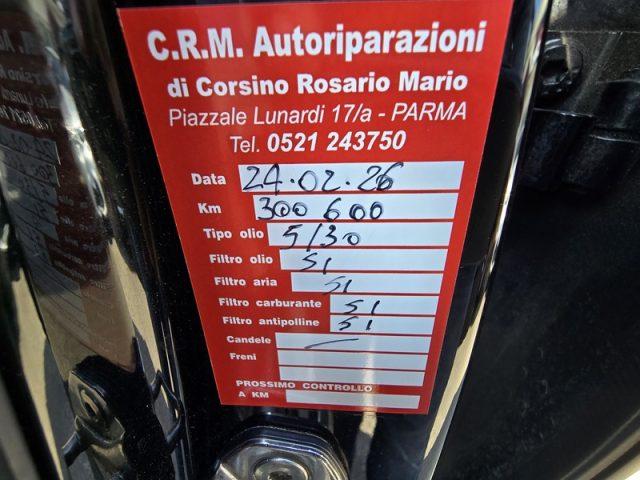 C.R.M. Autoriparazioni
di Corsino Rosario Mario
Piazzale Lunardi 17/a - PARMA
Tel. 0521 243750
Data 24.02.26
Km 300 600
Tipo olio 5/30
Filtro olio SI
Filtro aria SI
Filtro carburante SI
Filtro antipolline SI
Candele —
Freni
PROSSIMO CONTROLLO
A KM